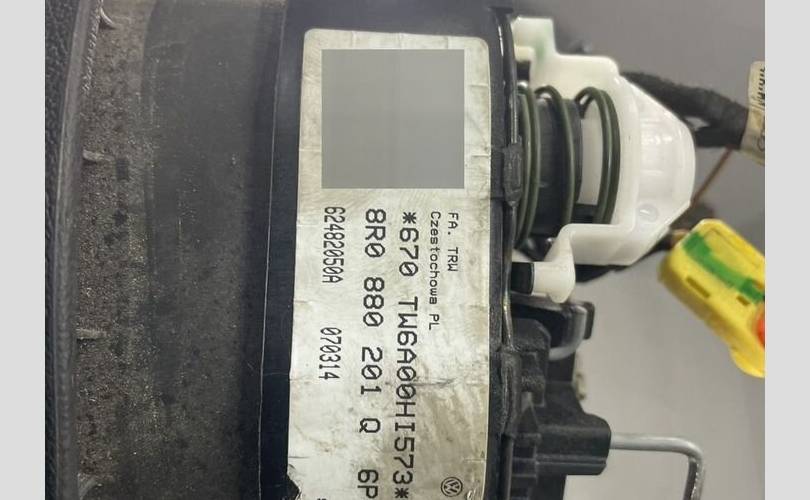 FA. TRW
Czestochowa PL
*670 TW6A00HI573*
8R0 880 201 Q 6P
62482050A 070314